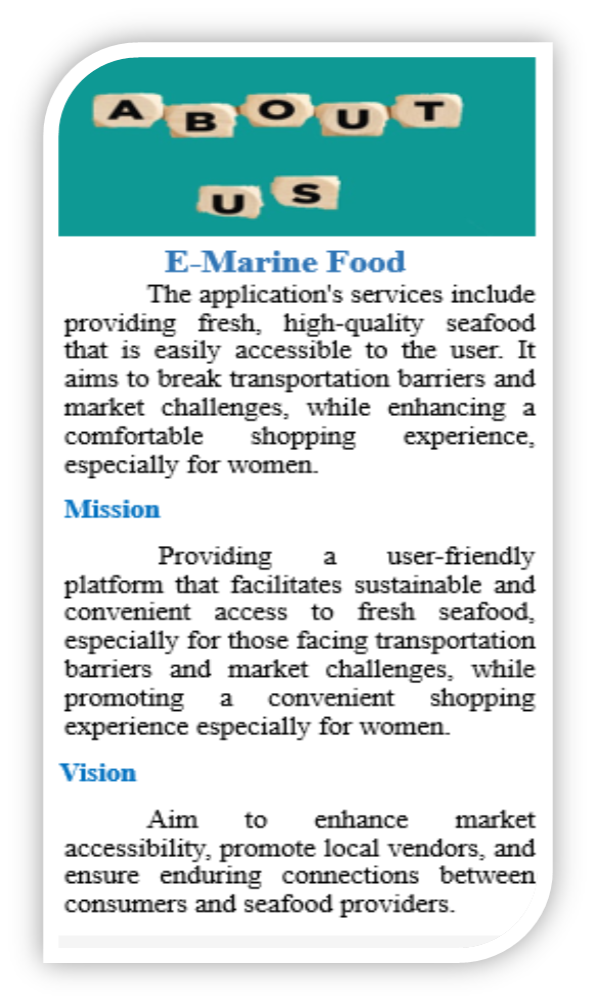 ABOUT
US
E-Marine Food
The application's services include
providing fresh, high-quality seafood
that is easily accessible to the user. It
aims to break transportation barriers and
market challenges, while enhancing a
comfortable shopping experience,
especially for women.
Mission
Providing a user-friendly
platform that facilitates sustainable and
convenient access to fresh seafood,
especially for those facing transportation
barriers and market challenges, while
promoting a convenient shopping
experience especially for women.
Vision
Aim to enhance market
accessibility, promote local vendors, and
ensure enduring connections between
consumers and seafood providers.